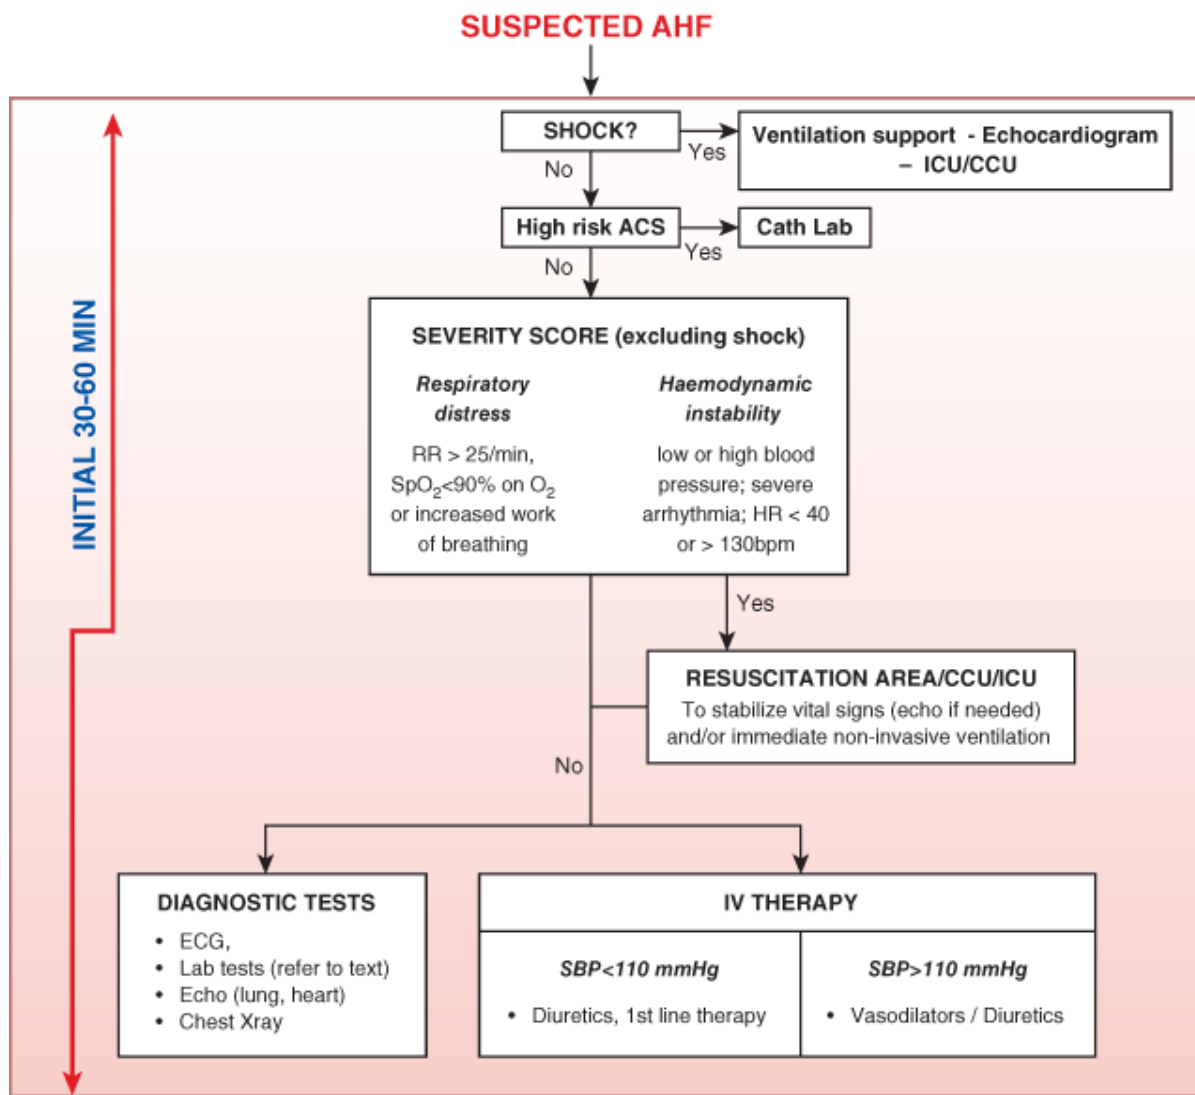 SUSPECTED AHF
SHOCK?
Yes
Ventilation support - Echocardiogram
– ICU/CCU
No
High risk ACS
Yes
Cath Lab
No
INITIAL 30-60 MIN
SEVERITY SCORE (excluding shock)
Respiratory
distress
RR > 25/min,
SpO2<90% on O2
or increased work
of breathing
Haemodynamic
instability
low or high blood
pressure; severe
arrhythmia; HR < 40
or > 130bpm
Yes
RESUSCITATION AREA/CCU/ICU
To stabilize vital signs (echo if needed)
and/or immediate non-invasive ventilation
No
DIAGNOSTIC TESTS
• ECG,
• Lab tests (refer to text)
• Echo (lung, heart)
• Chest Xray
IV THERAPY
SBP<110 mmHg
• Diuretics, 1st line therapy
SBP>110 mmHg
• Vasodilators / Diuretics